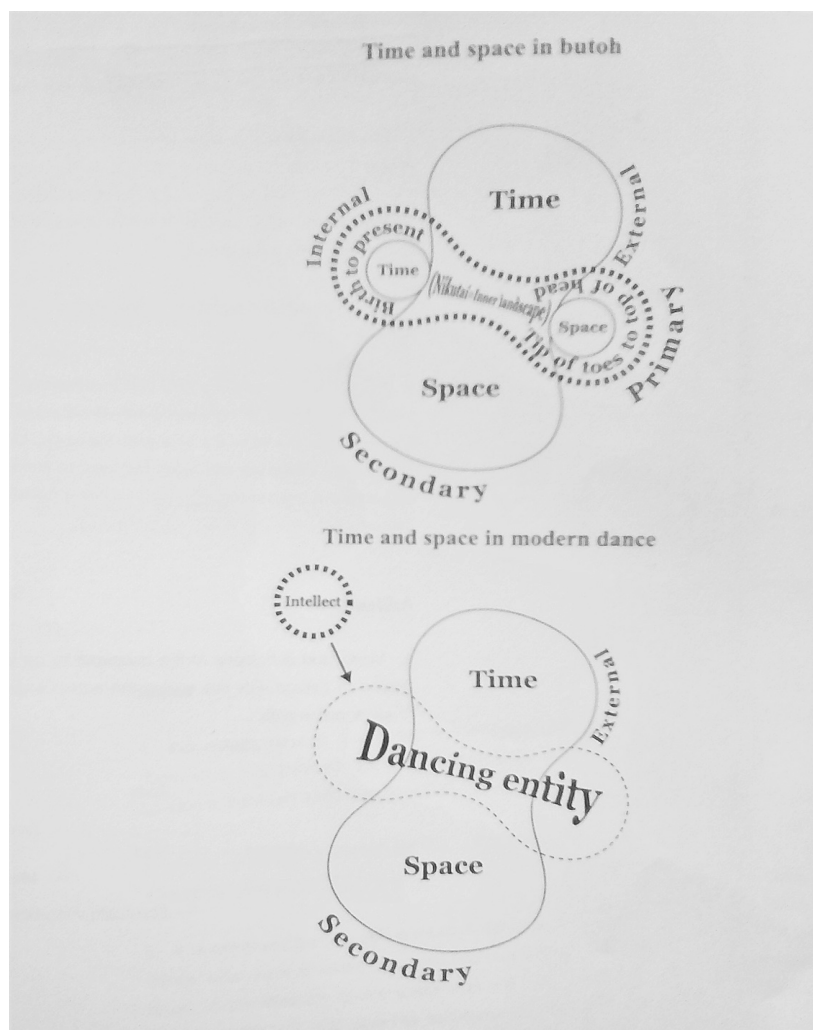 Time and space in butoh
Time
External
Internal
Birth to present
Time
(Nikutai=Inner landscape)
Tip of toes to top of head
Space
Primary
Space
Secondary
Time and space in modern dance
Intellect
Time
External
Dancing entity
Space
Secondary